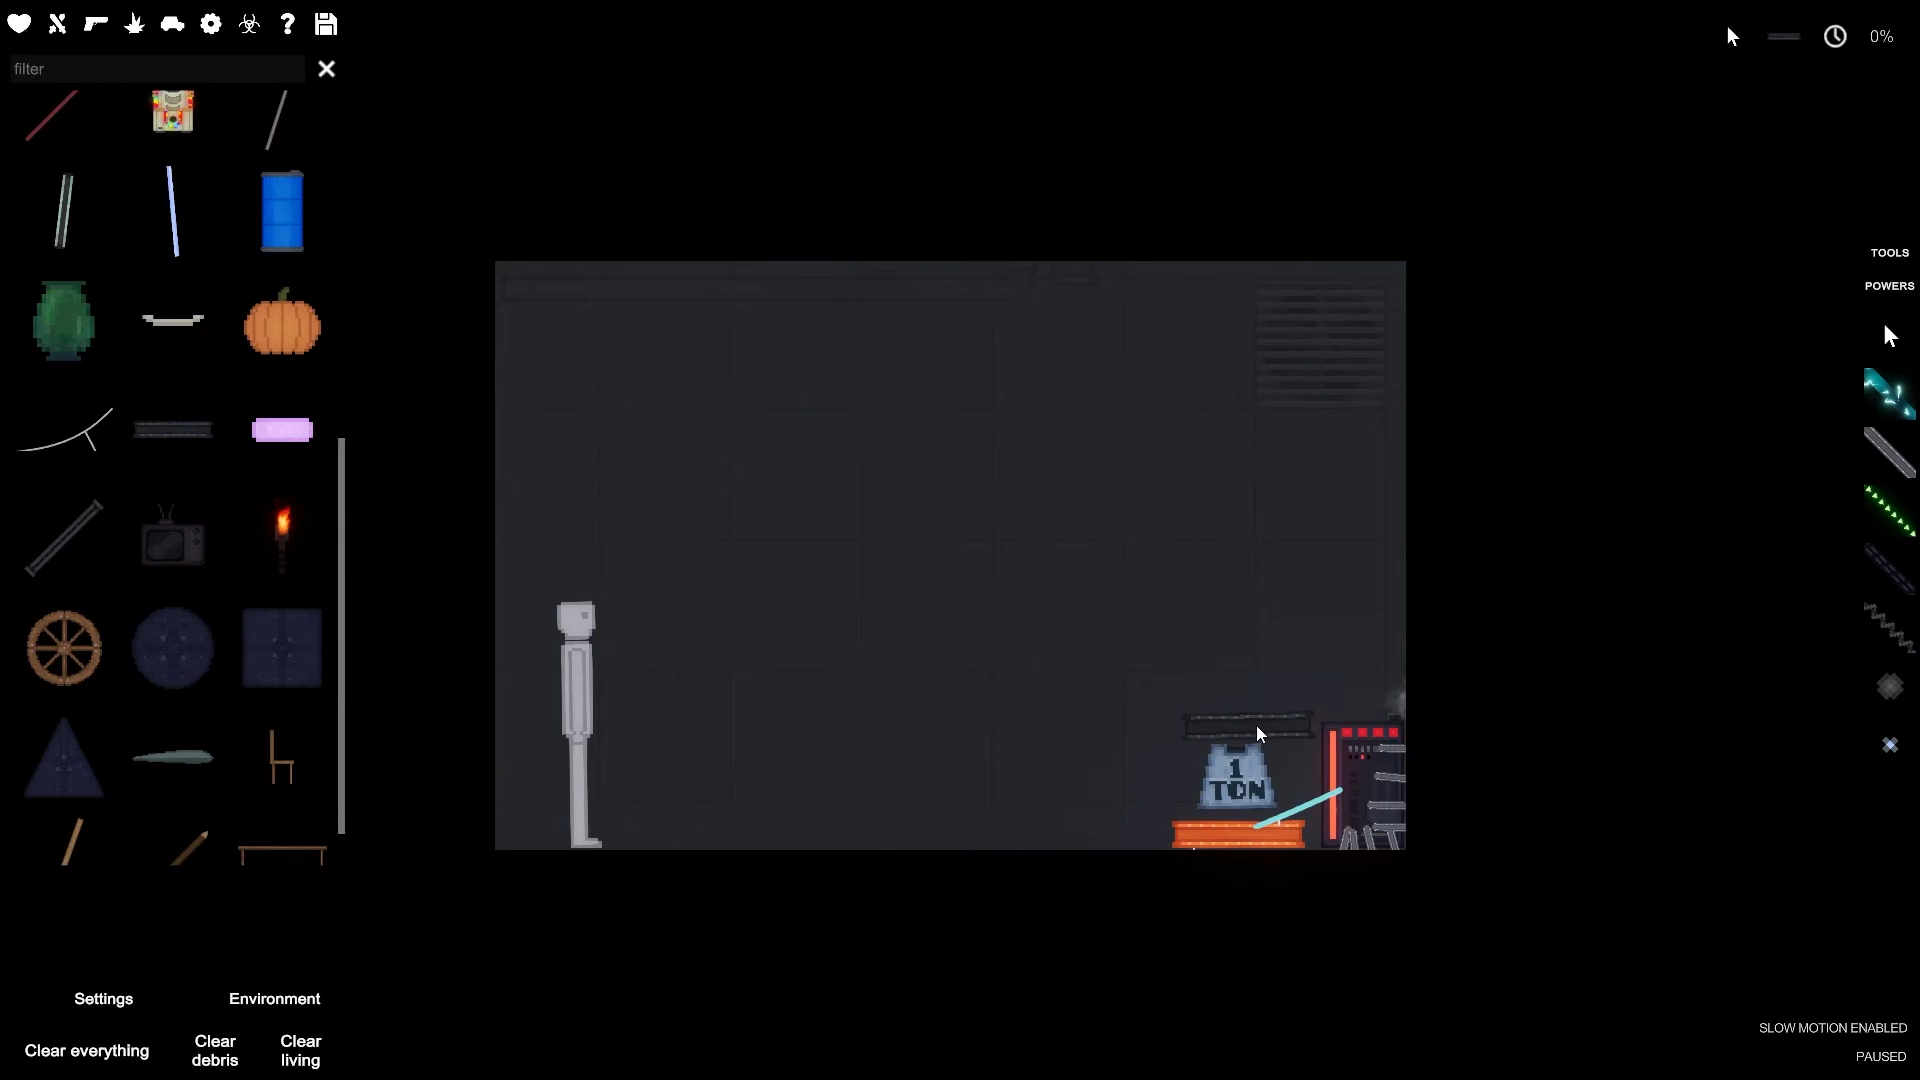 filter
0%
TOOLS
POWERS
1
TON
Settings
Environment
Clear everything
Clear
debris
Clear
living
SLOW MOTION ENABLED
PAUSED